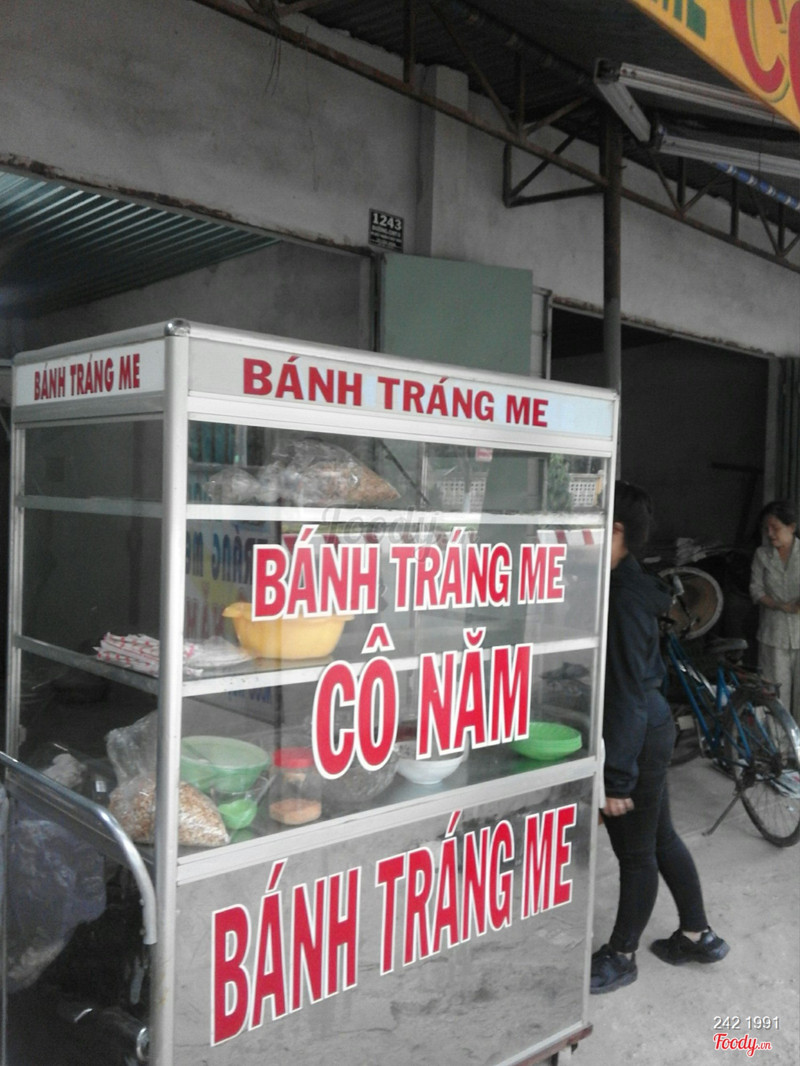 1243
BÁNH TRÁNG ME
BÁNH TRÁNG ME
BÁNH TRÁNG ME
CÔ NĂM
BÁNH TRÁNG ME
242 1991
Foody.vn